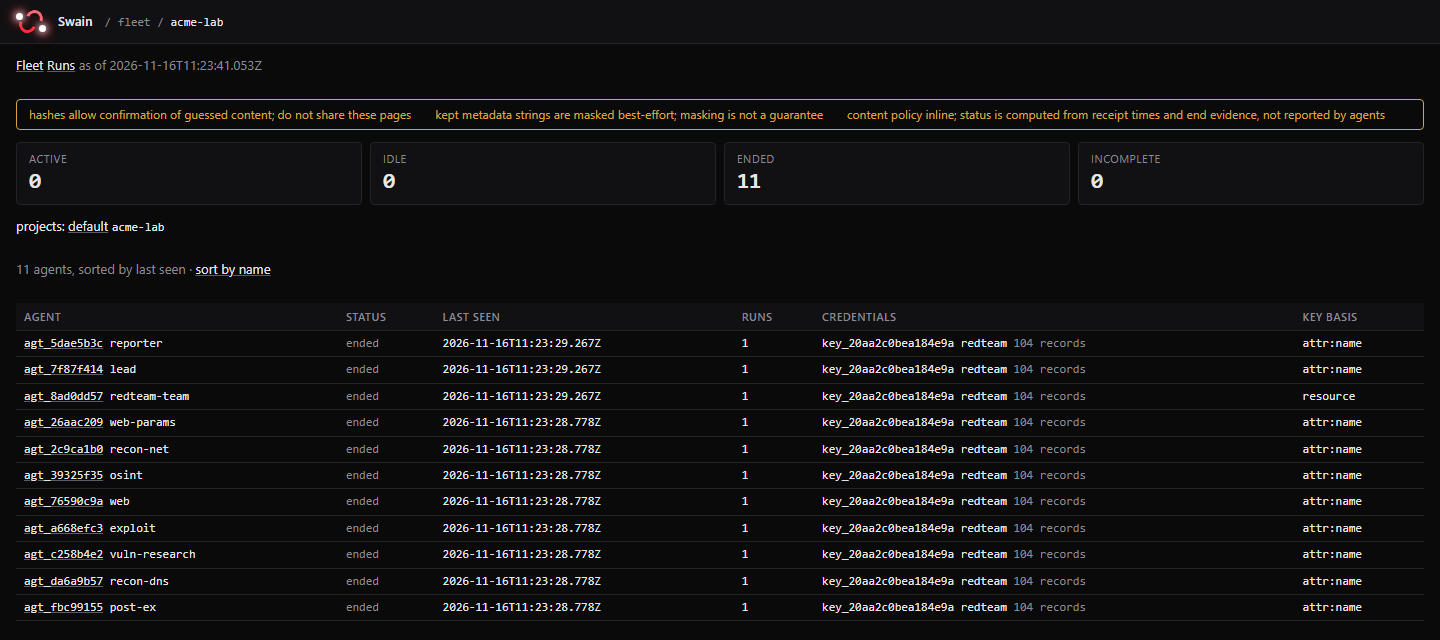 Swain / fleet / acme-lab
Fleet Runs as of 2026-11-16T11:23:41.053Z
hashes allow confirmation of guessed content; do not share these pages kept metadata strings are masked best-effort; masking is not a guarantee content policy inline; status is computed from receipt times and end evidence, not reported by agents
ACTIVE IDLE ENDED INCOMPLETE
0 0 11 0
projects: default acme-lab
11 agents, sorted by last seen · sort by name
AGENT STATUS LAST SEEN RUNS CREDENTIALS KEY BASIS
agt_5dae5b3c reporter ended 2026-11-16T11:23:29.267Z 1 key_20aa2c0bea184e9a redteam 104 records attr:name
agt_7f87f414 lead ended 2026-11-16T11:23:29.267Z 1 key_20aa2c0bea184e9a redteam 104 records attr:name
agt_8ad0dd57 redteam-team ended 2026-11-16T11:23:29.267Z 1 key_20aa2c0bea184e9a redteam 104 records resource
agt_26aac209 web-params ended 2026-11-16T11:23:28.778Z 1 key_20aa2c0bea184e9a redteam 104 records attr:name
agt_2c9ca1b0 recon-net ended 2026-11-16T11:23:28.778Z 1 key_20aa2c0bea184e9a redteam 104 records attr:name
agt_39325f35 osint ended 2026-11-16T11:23:28.778Z 1 key_20aa2c0bea184e9a redteam 104 records attr:name
agt_76590c9a web ended 2026-11-16T11:23:28.778Z 1 key_20aa2c0bea184e9a redteam 104 records attr:name
agt_a668efc3 exploit ended 2026-11-16T11:23:28.778Z 1 key_20aa2c0bea184e9a redteam 104 records attr:name
agt_c258b4e2 vuln-research ended 2026-11-16T11:23:28.778Z 1 key_20aa2c0bea184e9a redteam 104 records attr:name
agt_da6a9b57 recon-dns ended 2026-11-16T11:23:28.778Z 1 key_20aa2c0bea184e9a redteam 104 records attr:name
agt_fbc99155 post-ex ended 2026-11-16T11:23:28.778Z 1 key_20aa2c0bea184e9a redteam 104 records attr:name